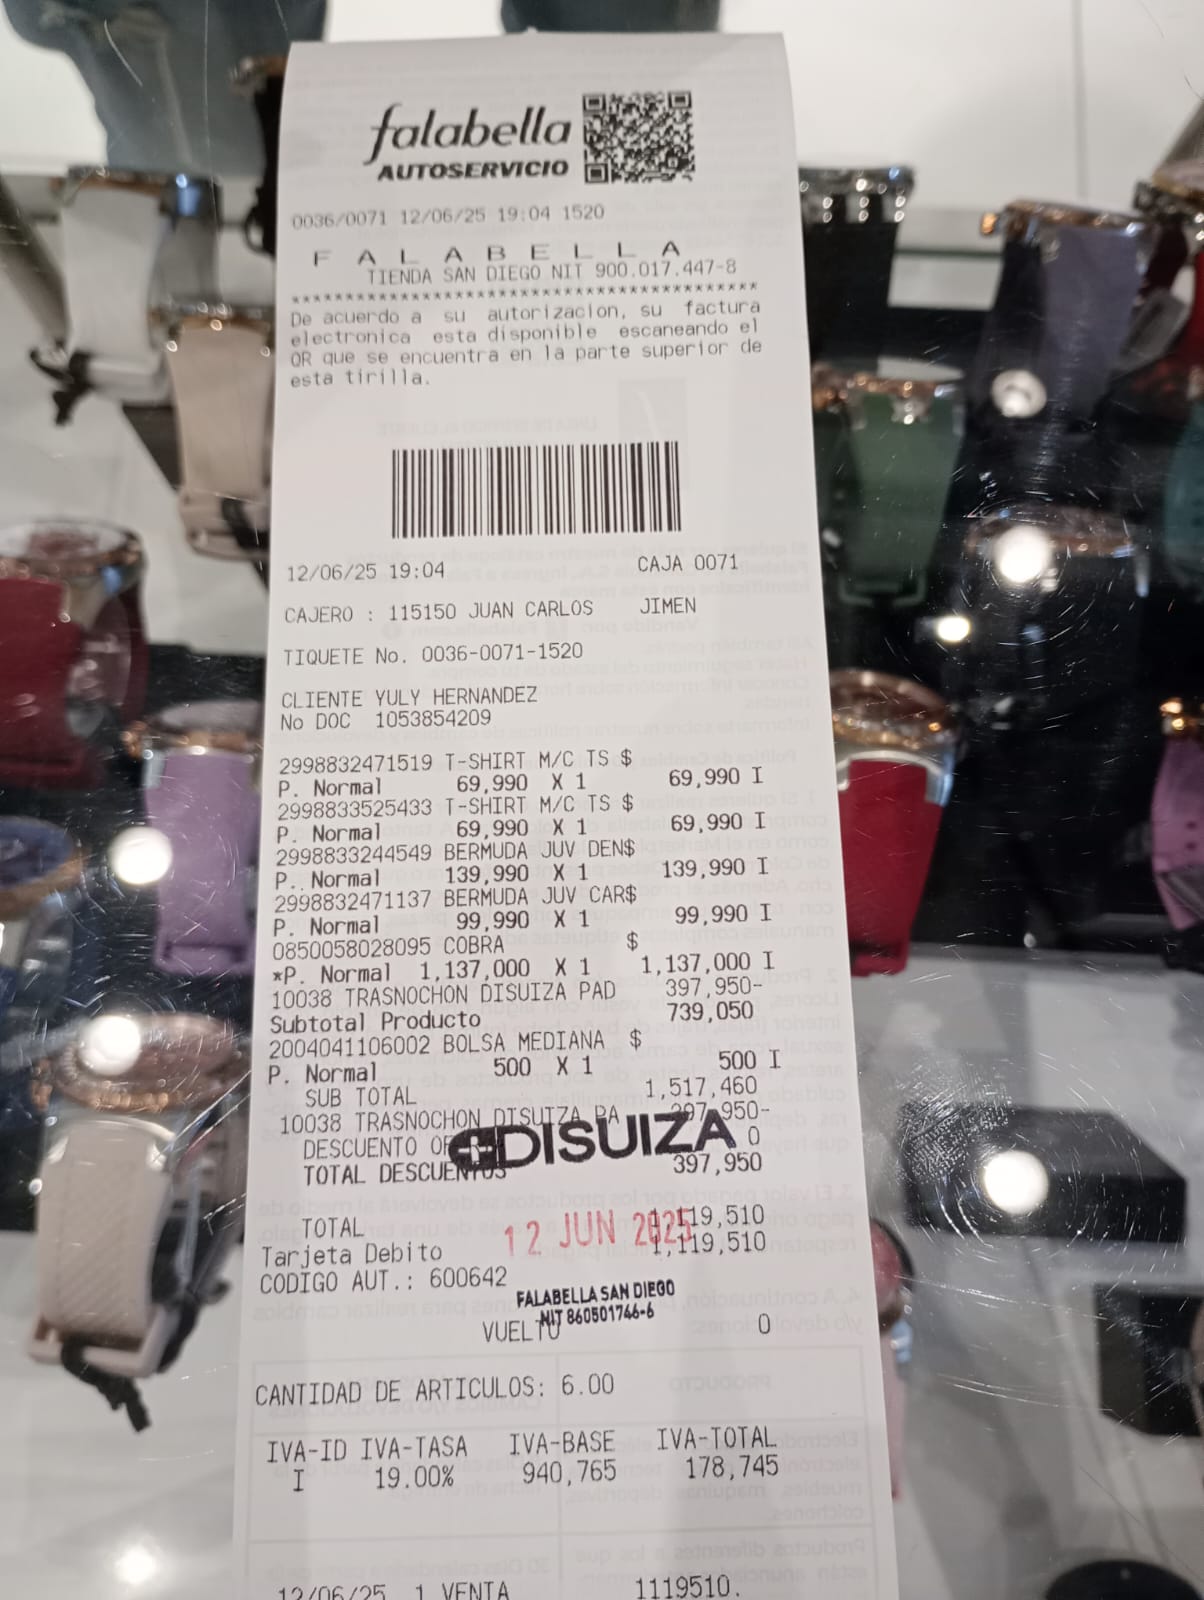 falabella
AUTOSERVICIO
0036/0071 12/06/25 19:04 1520
F A L A B E L L A
TIENDA SAN DIEGO NIT 900.017.447-8
*******************************************
De acuerdo a su autorizacion, su factura
electronica esta disponible escaneando el
QR que se encuentra en la parte superior de
esta tirilla.
12/06/25 19:04 CAJA 0071
CAJERO : 115150 JUAN CARLOS JIMEN
TIQUETE No. 0036-0071-1520
CLIENTE YULY HERNANDEZ
No DOC 1053854209
2998832471519 T-SHIRT M/C TS $
P. Normal 69,990 X 1 69,990 I
2998833525433 T-SHIRT M/C TS $
P. Normal 69,990 X 1 69,990 I
2998833244549 BERMUDA JUV DEN$
P. Normal 139,990 X 1 139,990 I
2998832471137 BERMUDA JUV CAR$
P. Normal 99,990 X 1 99,990 I
0850058028095 COBRA $
*P. Normal 1,137,000 X 1 1,137,000 I
10038 TRASNOCHON DISUIZA PAD 397,950-
Subtotal Producto 739,050
2004041106002 BOLSA MEDIANA $
P. Normal 500 X 1 500 I
SUB TOTAL 1,517,460
10038 TRASNOCHON DISUIZA PA 397,950-
DESCUENTO 0
DISUIZA
TOTAL DESCUENTOS 397,950
TOTAL 1,119,510
12 JUN 2025
Tarjeta Debito 1,119,510
CODIGO AUT.: 600642
FALABELLA SAN DIEGO
NIT 860501746-6
VUELTO 0
CANTIDAD DE ARTICULOS: 6.00
IVA-ID IVA-TASA IVA-BASE IVA-TOTAL
I 19.00% 940,765 178,745
12/06/25 1 VENTA 1119510.